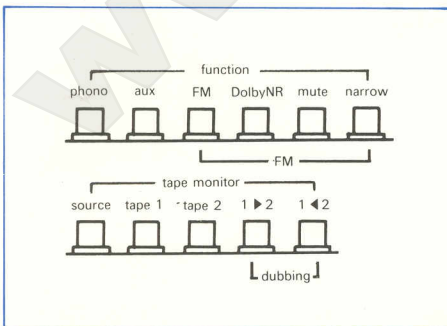 function
phono aux FM DolbyNR mute narrow
FM
tape monitor
source tape 1 tape 2 1 ▶ 2 1 ◀ 2
dubbing